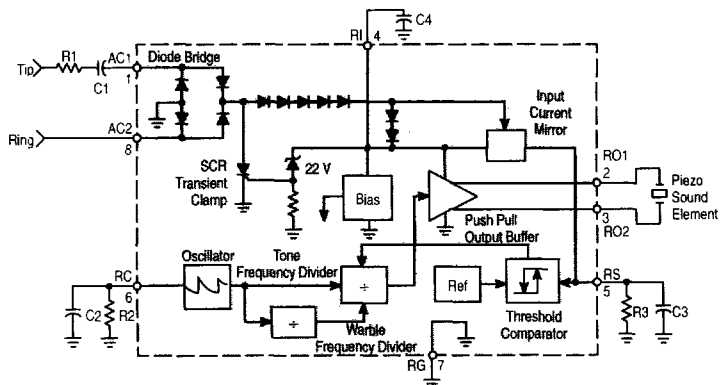 C4
RI
4
R1
AC1
Diode Bridge
Tip
C1
1
Input
Current
Mirror
AC2
Ring
8
RO1
SCR
Transient
Clamp
22 V
2
Piezo
Sound
Element
Bias
3
RO2
Push Pull
Output Buffer
Oscillator
Tone
Frequency Divider
RC
÷
Ref
RS
6
5
C2
R2
÷
Warble
Frequency Divider
Threshold
Comparator
R3
C3
RG
7